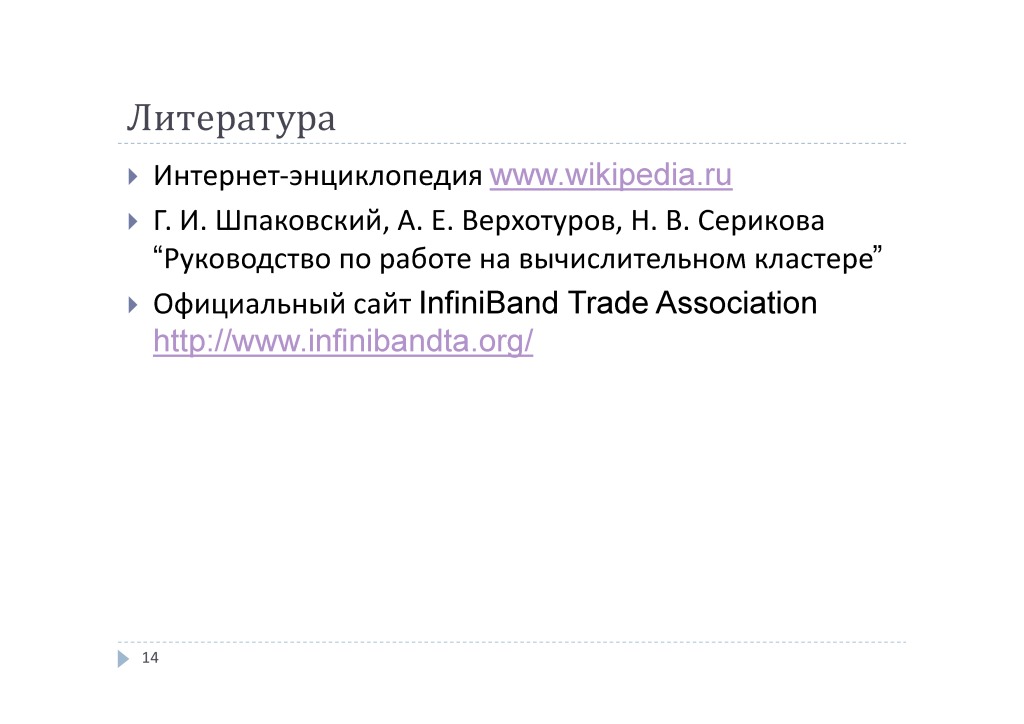 Литература
Интернет-энциклопедия www.wikipedia.ru
Г. И. Шпаковский, А. Е. Верхотуров, Н. В. Серикова
“Руководство по работе на вычислительном кластере”
Официальный сайт InfiniBand Trade Association
http://www.infinibandta.org/
14